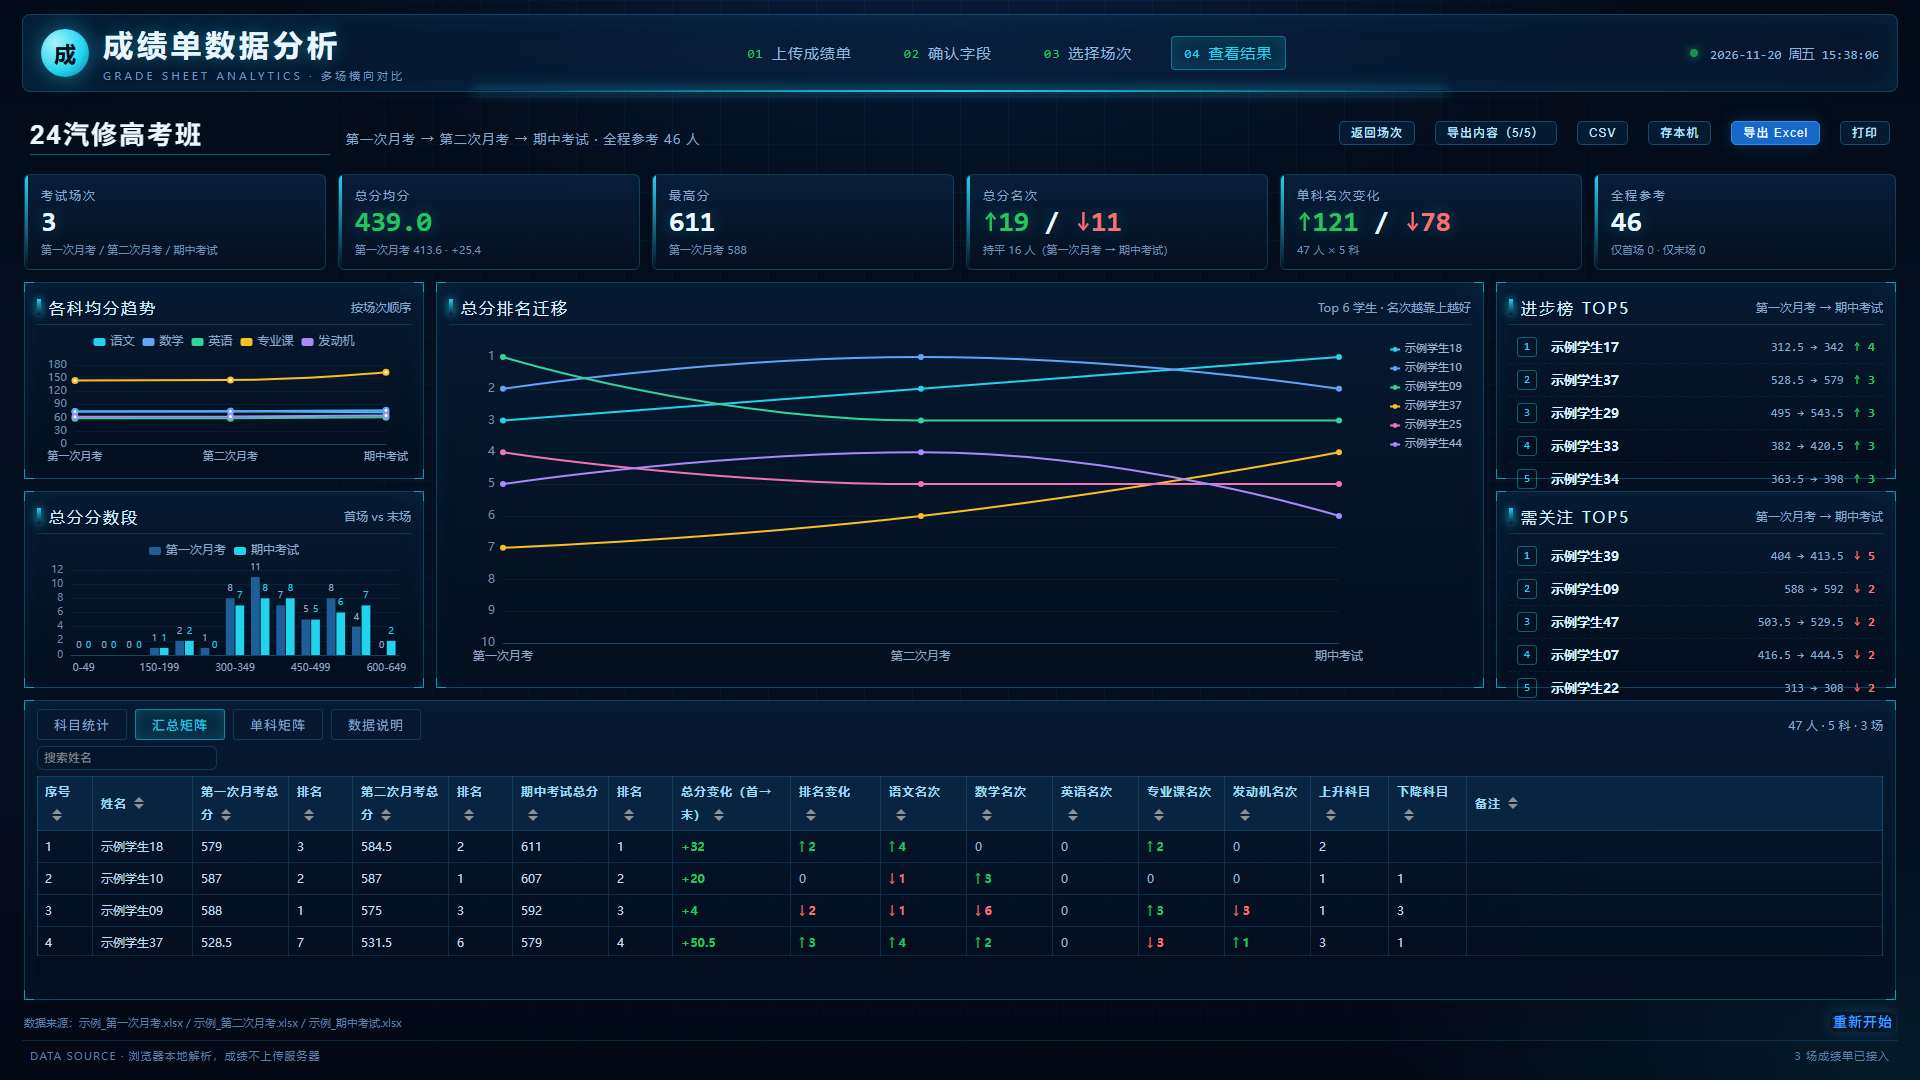 成
成绩单数据分析
GRADE SHEET ANALYTICS · 多场横向对比
01 上传成绩单
02 确认字段
03 选择场次
04 查看结果
2026-11-20 周五 15:38:06
24汽修高考班
第一次月考 → 第二次月考 → 期中考试 · 全程参考 46 人
返回场次
导出内容（5/5）
CSV
存本机
导出 Excel
打印
考试场次
3
第一次月考 / 第二次月考 / 期中考试
总分均分
439.0
第一次月考 413.6 · +25.4
最高分
611
第一次月考 588
总分名次
↑19 / ↓11
持平 16 人（第一次月考 → 期中考试）
单科名次变化
↑121 / ↓78
47 人 × 5 科
全程参考
46
仅首场 0 · 仅末场 0
各科均分趋势
按场次顺序
语文 数学 英语 专业课 发动机
180
150
120
90
60
30
0
第一次月考 第二次月考 期中考试
总分分数段
首场 vs 末场
第一次月考 期中考试
12
10
8
6
4
2
0
0 0 0 0 0 0 1 1 2 2 1 0 8 7 11 8 7 8 5 5 8 6 4 7 0 2
0-49 150-199 300-349 450-499 600-649
总分排名迁移
Top 6 学生 · 名次越靠上越好
1
2
3
4
5
6
7
8
9
10
第一次月考 第二次月考 期中考试
示例学生18
示例学生10
示例学生09
示例学生37
示例学生25
示例学生44
进步榜 TOP5
第一次月考 → 期中考试
1 示例学生17 312.5 → 342 ↑ 4
2 示例学生37 528.5 → 579 ↑ 3
3 示例学生29 495 → 543.5 ↑ 3
4 示例学生33 382 → 420.5 ↑ 3
5 示例学生34 363.5 → 398 ↑ 3
需关注 TOP5
第一次月考 → 期中考试
1 示例学生39 404 → 413.5 ↓ 5
2 示例学生09 588 → 592 ↓ 2
3 示例学生47 503.5 → 529.5 ↓ 2
4 示例学生07 416.5 → 444.5 ↓ 2
5 示例学生22 313 → 308 ↓ 2
科目统计
汇总矩阵
单科矩阵
数据说明
47 人 · 5 科 · 3 场
搜索姓名
序号 姓名 第一次月考总分 排名 第二次月考总分 排名 期中考试总分 排名 总分变化（首→末） 排名变化 语文名次 数学名次 英语名次 专业课名次 发动机名次 上升科目 下降科目 备注
1 示例学生18 579 3 584.5 2 611 1 +32 ↑2 ↑4 0 0 ↑2 0 2
2 示例学生10 587 2 587 1 607 2 +20 0 ↓1 ↑3 0 0 0 1 1
3 示例学生09 588 1 575 3 592 3 +4 ↓2 ↓1 ↓6 0 ↑3 ↓3 1 3
4 示例学生37 528.5 7 531.5 6 579 4 +50.5 ↑3 ↑4 ↑2 0 ↓3 ↑1 3 1
数据来源：示例_第一次月考.xlsx / 示例_第二次月考.xlsx / 示例_期中考试.xlsx
重新开始
DATA SOURCE · 浏览器本地解析，成绩不上传服务器
3 场成绩单已接入